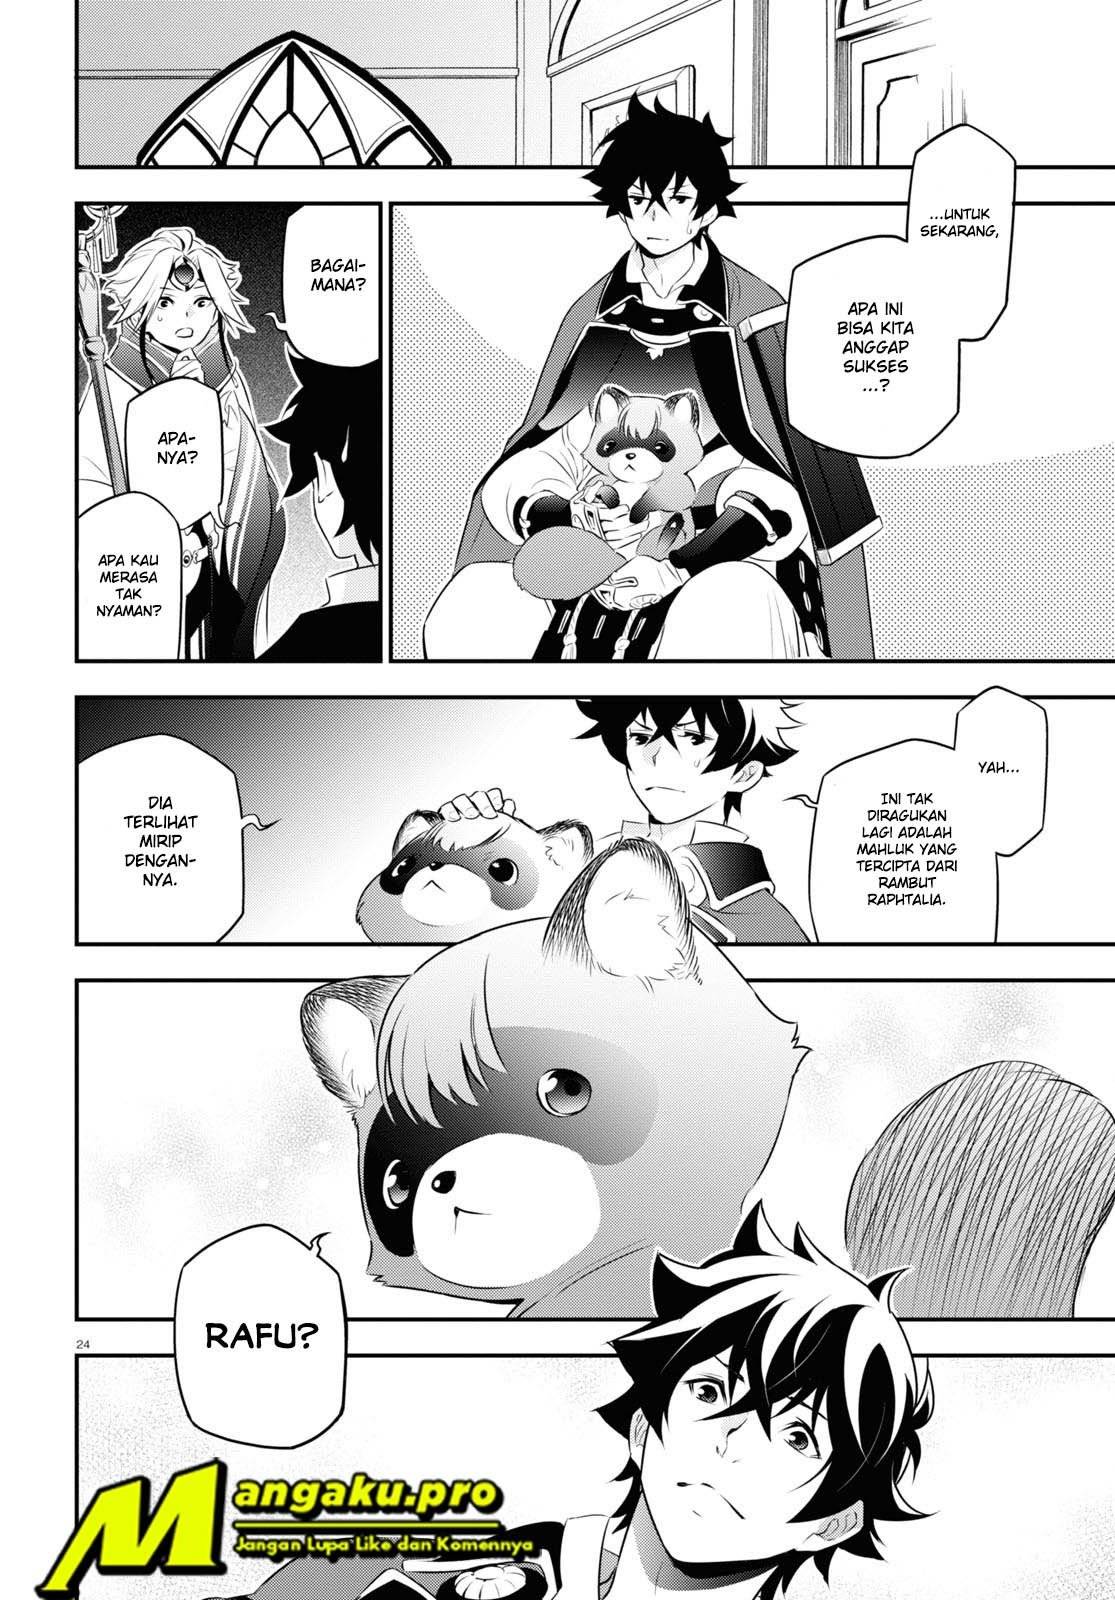 ...UNTUK
SEKARANG,
APA INI
BISA KITA
ANGGAP
SUKSES
...?
BAGAI-
MANA?
APA-
NYA?
APA KAU
MERASA
TAK
NYAMAN?
YAH...
INI TAK
DIRAGUKAN
LAGI ADALAH
MAHLUK YANG
TERCIPTA DARI
RAMBUT
RAPHTALIA.
DIA
TERLIHAT
MIRIP
DENGAN-
NYA.
RAFU?
24
Mangaku.pro
Jangan Lupa Like dan Komennya